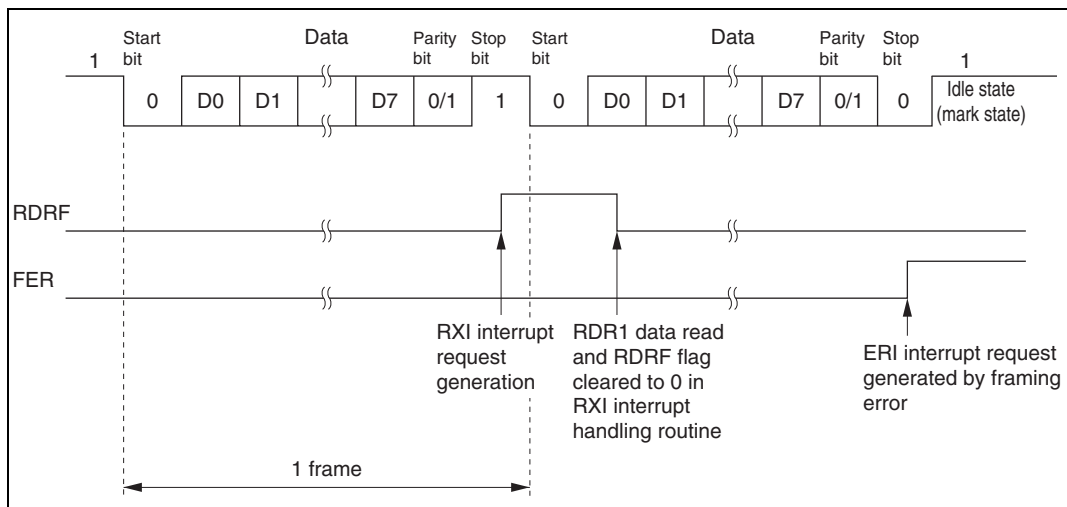 1
Start bit
Data
Parity bit
Stop bit
Start bit
Data
Parity bit
Stop bit
1
0 D0 D1 D7 0/1 1 0 D0 D1 D7 0/1 0
Idle state
(mark state)
RDRF
FER
RXI interrupt
request
generation
RDR1 data read
and RDRF flag
cleared to 0 in
RXI interrupt
handling routine
ERI interrupt request
generated by framing
error
1 frame